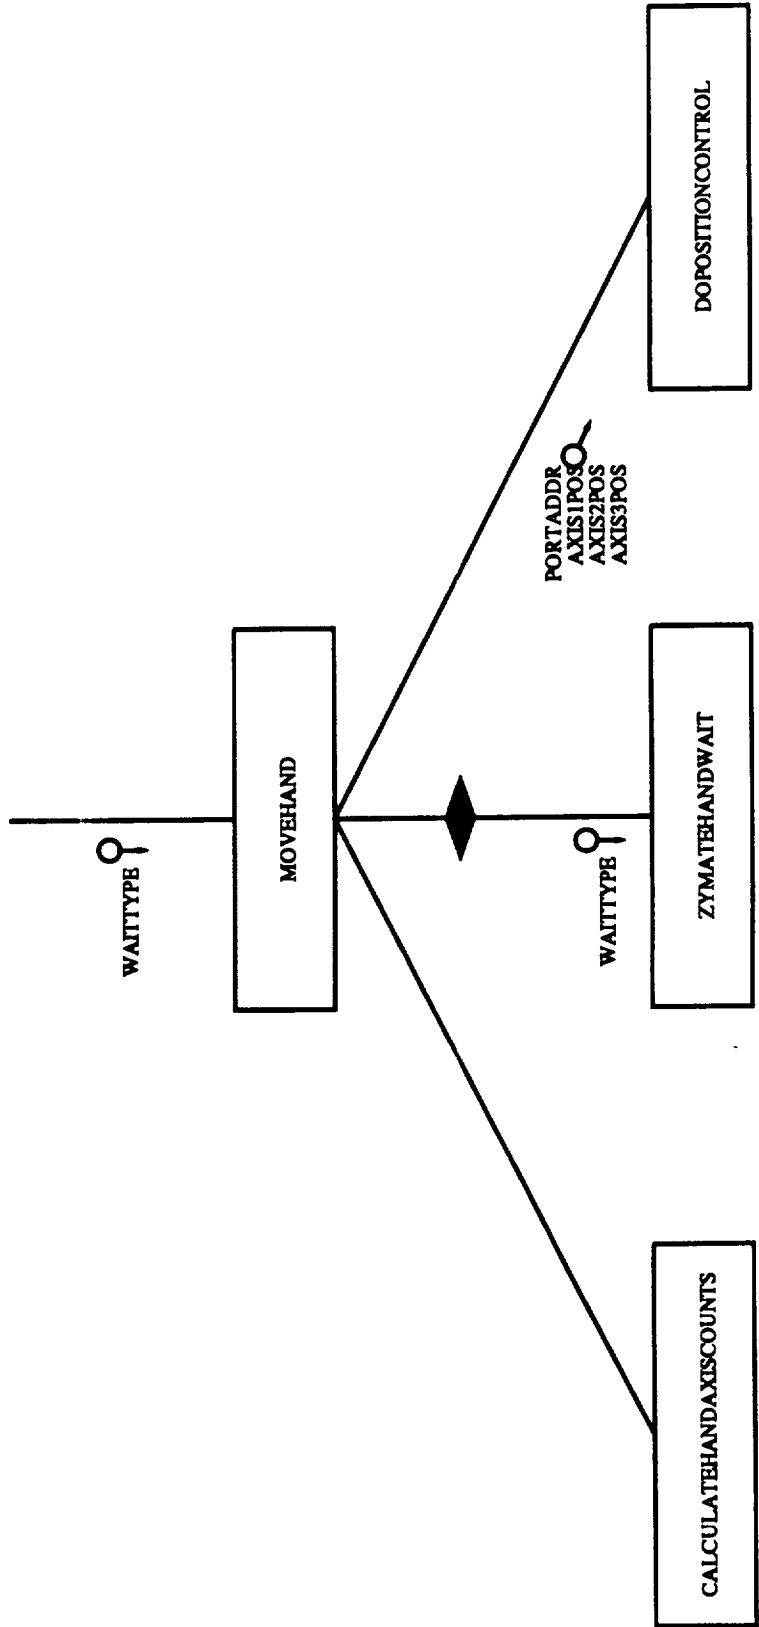 WAITTYPE
MOVEHAND
WAITTYPE
PORTADDR
AXIS1POS
AXIS2POS
AXIS3POS
CALCULATEHANDAXISCOUNTS
ZYMATEHANDWAIT
DOPOSITIONCONTROL